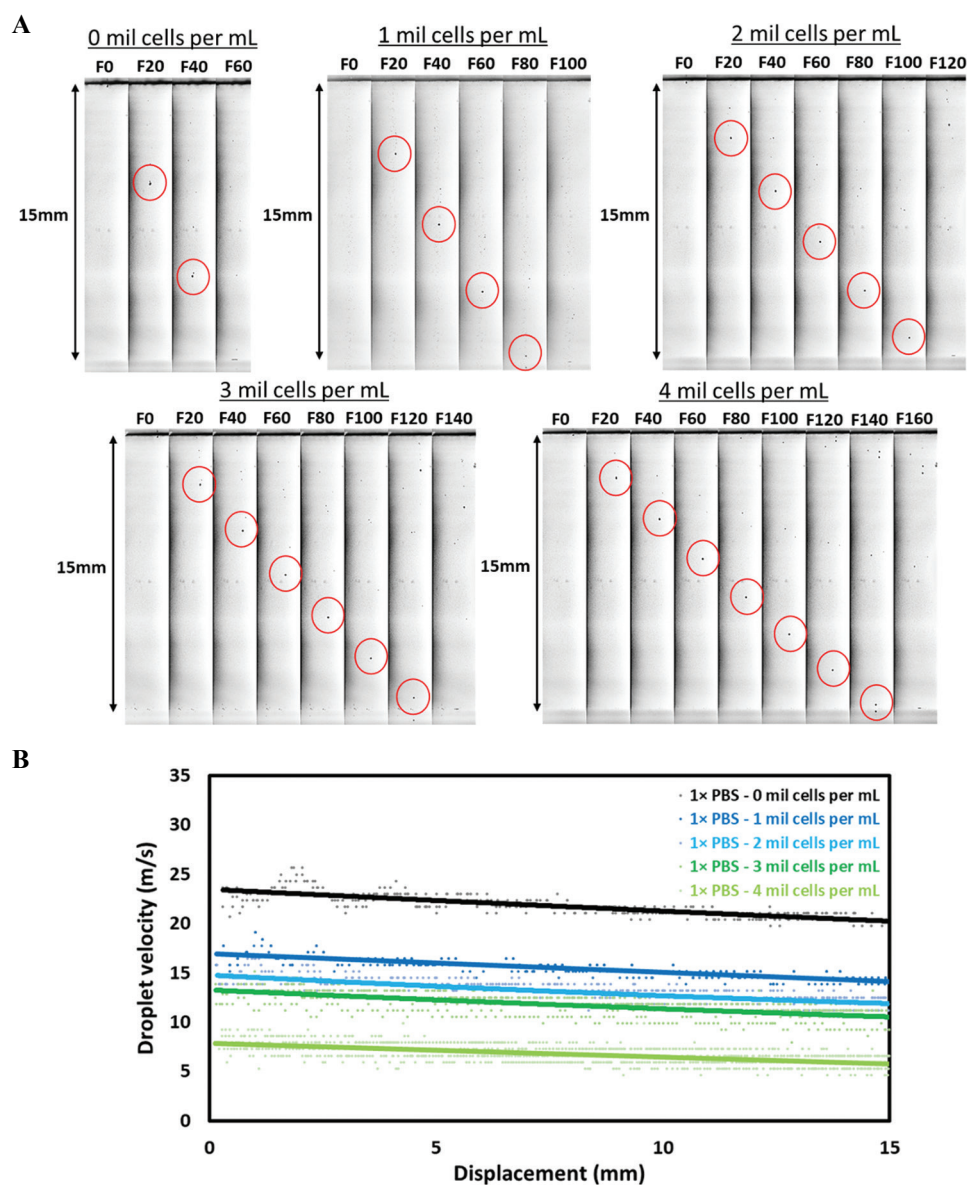 A
0 mil cells per mL
F0 F20 F40 F60
15mm
1 mil cells per mL
F0 F20 F40 F60 F80 F100
15mm
2 mil cells per mL
F0 F20 F40 F60 F80 F100 F120
15mm
3 mil cells per mL
F0 F20 F40 F60 F80 F100 F120 F140
15mm
4 mil cells per mL
F0 F20 F40 F60 F80 F100 F120 F140 F160
15mm
B
Droplet velocity (m/s)
35
30
25
20
15
10
5
0
1× PBS - 0 mil cells per mL
1× PBS - 1 mil cells per mL
1× PBS - 2 mil cells per mL
1× PBS - 3 mil cells per mL
1× PBS - 4 mil cells per mL
0 5 10 15
Displacement (mm)